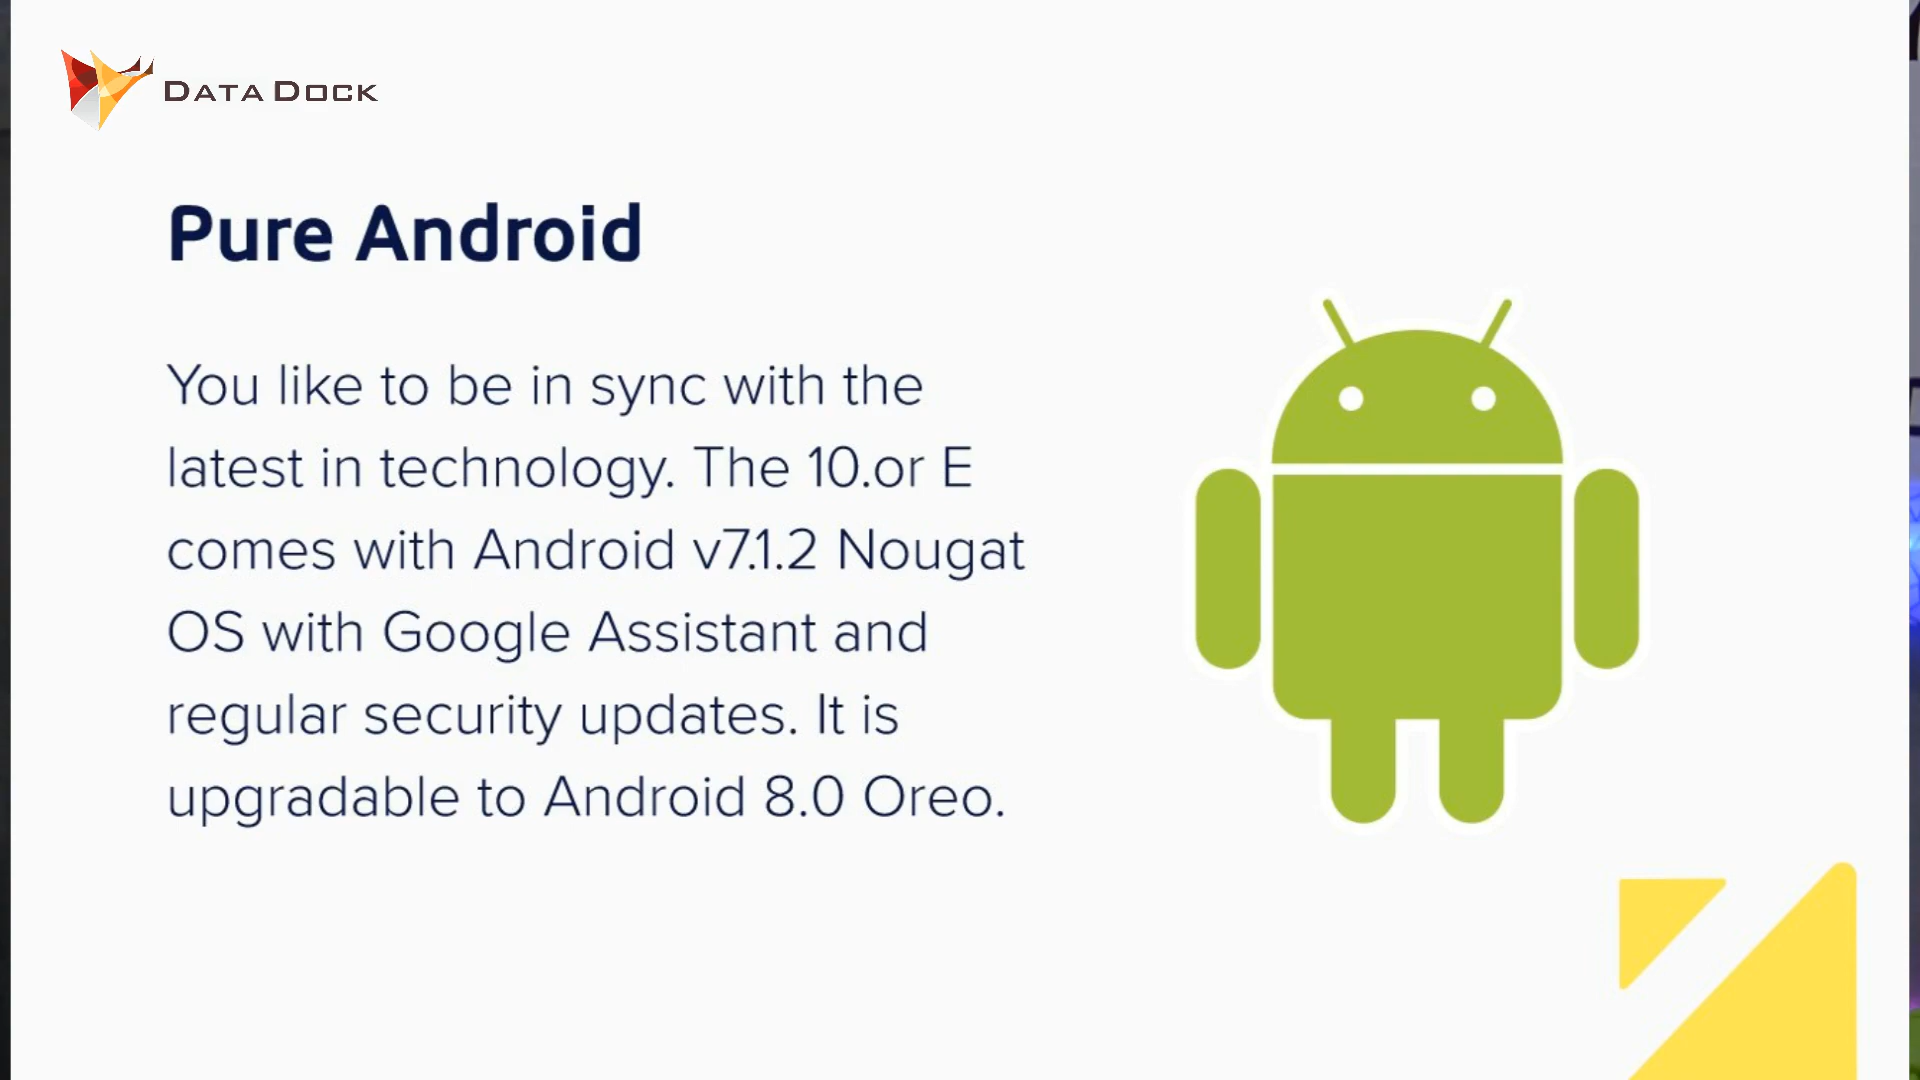 DATA DOCK
Pure Android
You like to be in sync with the
latest in technology. The 10.or E
comes with Android v7.1.2 Nougat
OS with Google Assistant and
regular security updates. It is
upgradable to Android 8.0 Oreo.